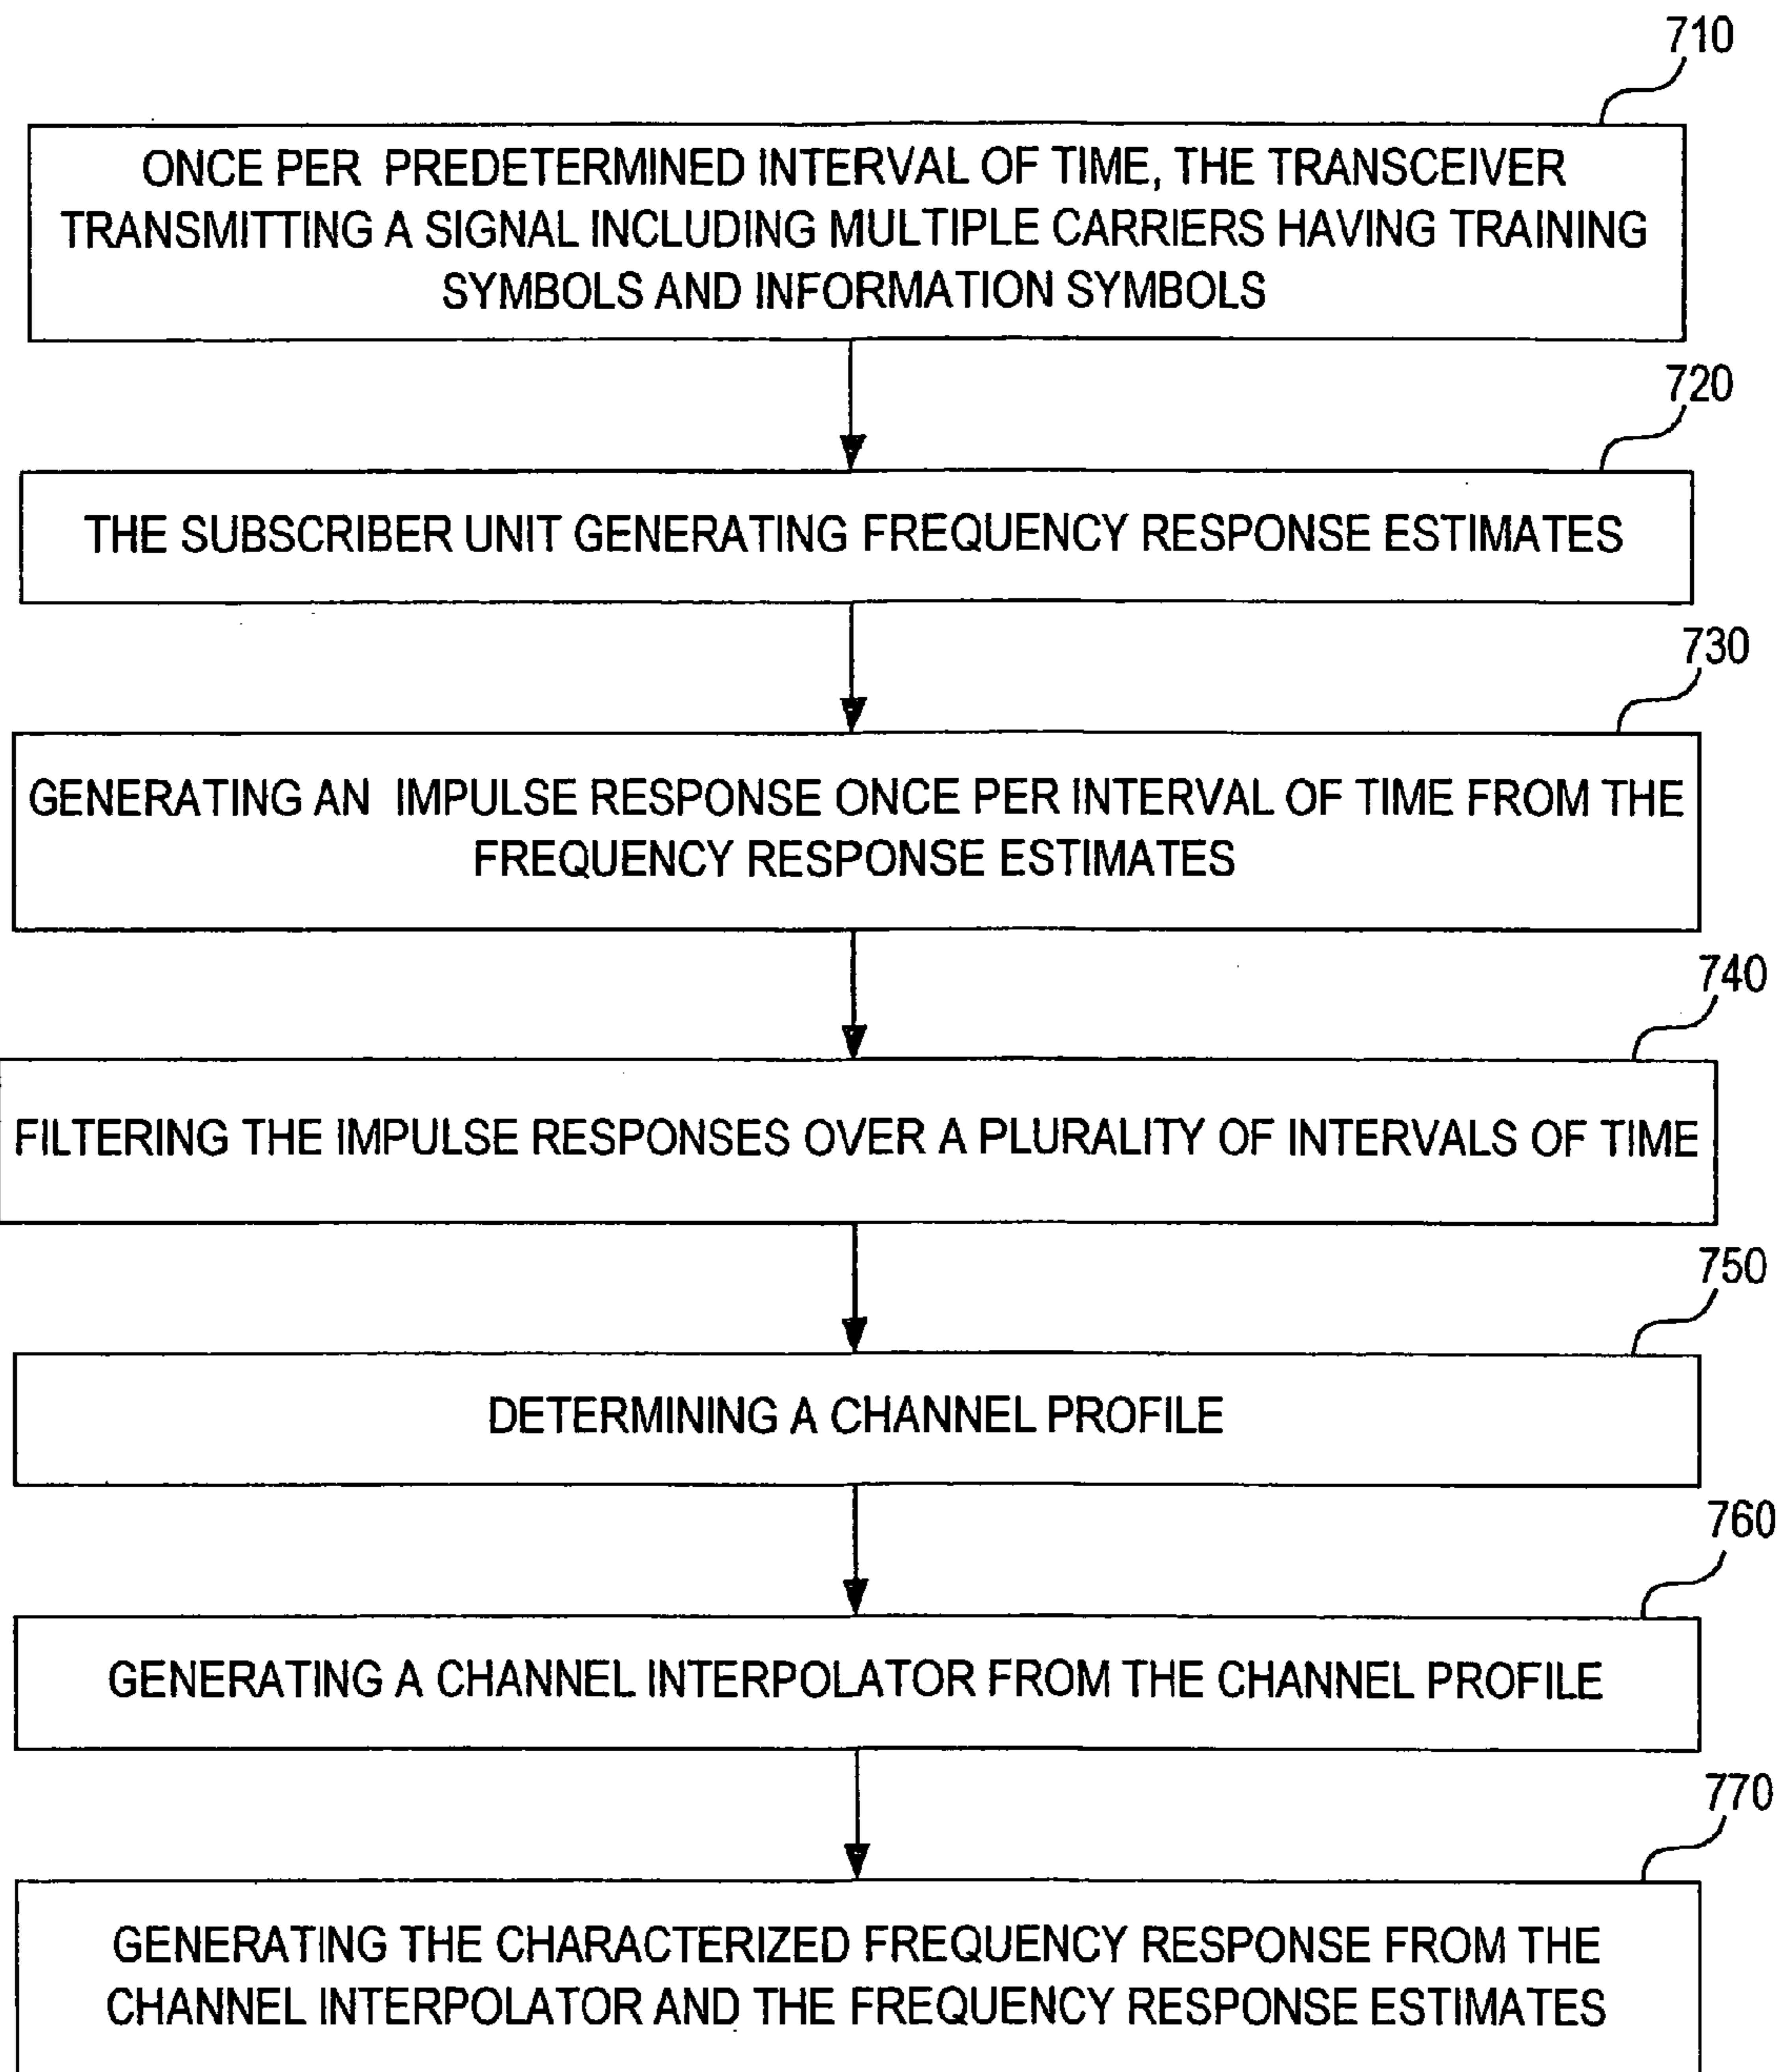 710
ONCE PER PREDETERMINED INTERVAL OF TIME, THE TRANSCEIVER
TRANSMITTING A SIGNAL INCLUDING MULTIPLE CARRIERS HAVING TRAINING
SYMBOLS AND INFORMATION SYMBOLS
720
THE SUBSCRIBER UNIT GENERATING FREQUENCY RESPONSE ESTIMATES
730
GENERATING AN IMPULSE RESPONSE ONCE PER INTERVAL OF TIME FROM THE
FREQUENCY RESPONSE ESTIMATES
740
FILTERING THE IMPULSE RESPONSES OVER A PLURALITY OF INTERVALS OF TIME
750
DETERMINING A CHANNEL PROFILE
760
GENERATING A CHANNEL INTERPOLATOR FROM THE CHANNEL PROFILE
770
GENERATING THE CHARACTERIZED FREQUENCY RESPONSE FROM THE
CHANNEL INTERPOLATOR AND THE FREQUENCY RESPONSE ESTIMATES